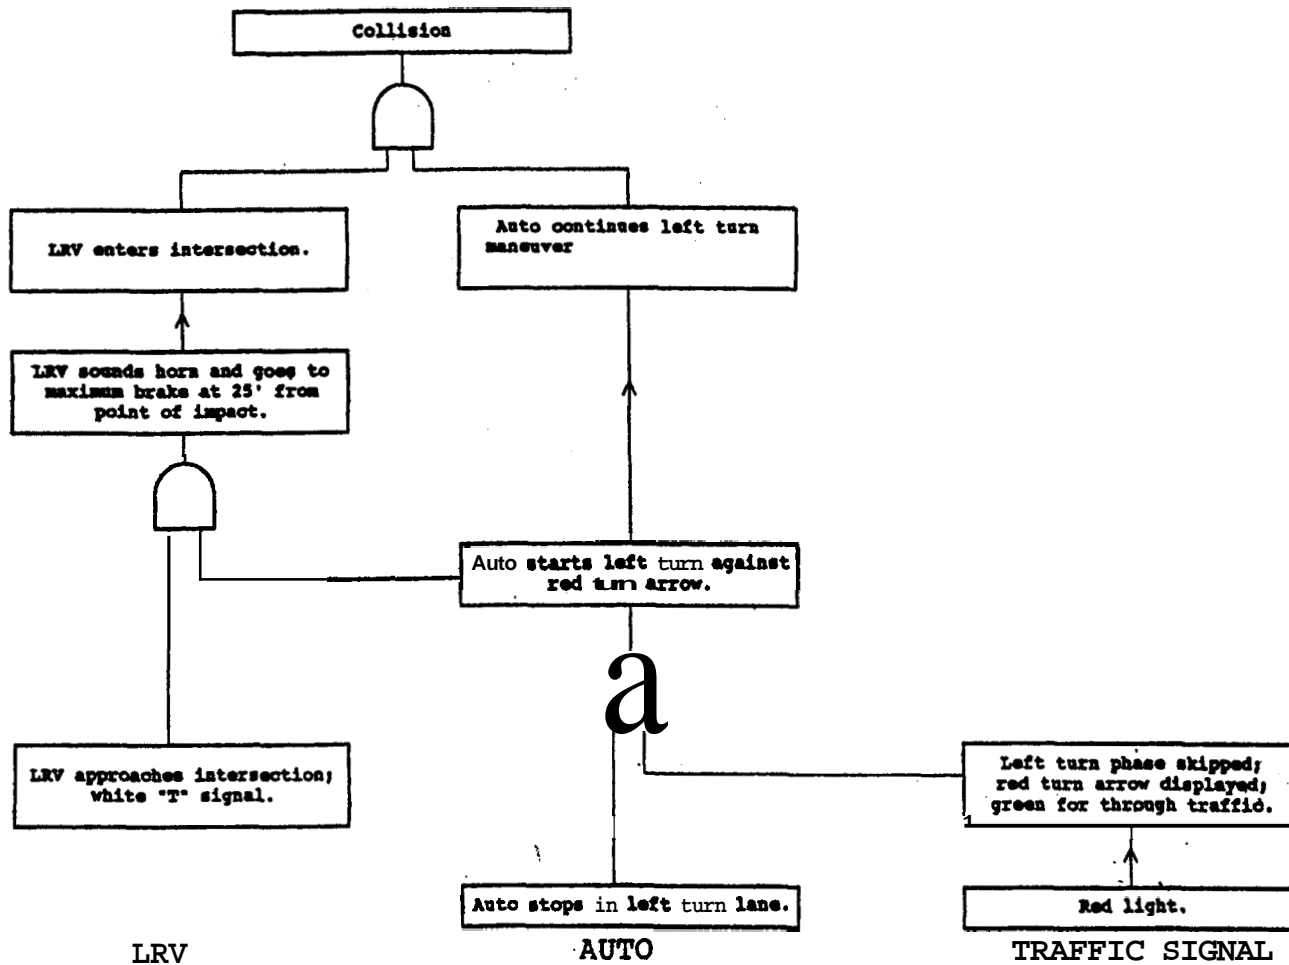 Collision
LRV enters intersection.
Auto continues left turn
maneuver
LRV sounds horn and goes to
maximum brake at 25' from
point of impact.
Auto starts left turn against
red turn arrow.
a
LRV approaches intersection;
white "T" signal.
Left turn phase skipped;
red turn arrow displayed;
green for through traffic.
1
Auto stops in left turn lane.
Red light.
LRV
AUTO
TRAFFIC SIGNAL